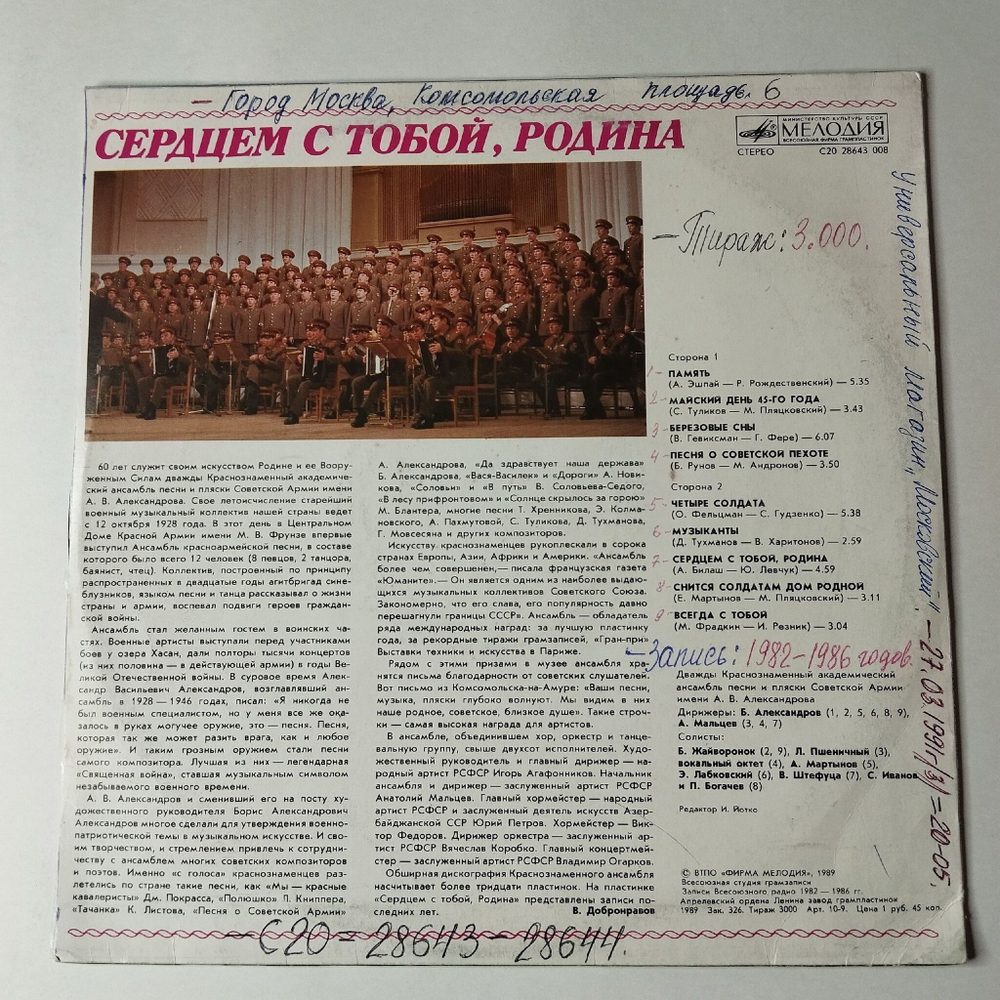 — Город Москва, Комсомольская площадь. 6
СЕРДЦЕМ С ТОБОЙ, РОДИНА
МИНИСТЕРСТВО КУЛЬТУРЫ СССР
МЕЛОДИЯ
ВСЕСОЮЗНАЯ ФИРМА ГРАМПЛАСТИНОК
СТЕРЕО С20 28643 008
— Тираж: 3.000.
Сторона 1
1- ПАМЯТЬ
(А. Эшпай — Р. Рождественский) — 5.35
2- МАЙСКИЙ ДЕНЬ 45-ГО ГОДА
(С. Туликов — М. Пляцковский) — 3.43
3- БЕРЕЗОВЫЕ СНЫ
(В. Гевиксман — Г. Фере) — 6.07
4- ПЕСНЯ О СОВЕТСКОЙ ПЕХОТЕ
(Б. Рунов — М. Андронов) — 3.50
Сторона 2
5- ЧЕТЫРЕ СОЛДАТА
(О. Фельцман — С. Гудзенко) — 5.38
6- МУЗЫКАНТЫ
(Д. Тухманов — В. Харитонов) — 2.59
7- СЕРДЦЕМ С ТОБОЙ, РОДИНА
(А. Билаш — Ю. Левчук) — 4.59
8- СНИТСЯ СОЛДАТАМ ДОМ РОДНОЙ
(Е. Мартынов — М. Пляцковский) — 3.11
9- ВСЕГДА С ТОБОЙ
(М. Фрадкин — И. Резник) — 3.04
— Запись: 1982-1986 годов.
Дважды Краснознаменный академический
ансамбль песни и пляски Советской Армии
имени А. В. Александрова
Дирижеры: Б. Александров (1, 2, 5, 6, 8, 9),
А. Мальцев (3, 4, 7)
Солисты:
Б. Жайворонок (2, 9), Л. Пшеничный (3),
вокальный октет (4), А. Мартынов (5),
Э. Лабковский (6), В. Штефуца (7), С. Иванов
и П. Богачев (8)
Редактор И. Йотко
© ВТПО «ФИРМА МЕЛОДИЯ», 1989
Всесоюзная студия грамзаписи
Записи Всесоюзного радио 1982 — 1986 гг.
Апрелевский ордена Ленина завод грампластинок
1989 Зак. 326. Тираж 3000 Арт. 10-9. Цена 1 руб. 45 коп.
универсальный магазин „Московский". — 27.03.1991г.(3) = 20-05.
60 лет служит своим искусством Родине и ее Воору-
женным Силам дважды Краснознаменный академичес-
кий ансамбль песни и пляски Советской Армии имени
А. В. Александрова. Свое летоисчисление старейший
военный музыкальный коллектив нашей страны ведет
с 12 октября 1928 года. В этот день в Центральном
Доме Красной Армии имени М. В. Фрунзе впервые
выступил Ансамбль красноармейской песни, в составе
которого было всего 12 человек (8 певцов, 2 танцора,
баянист, чтец). Коллектив, построенный по принципу
распространенных в двадцатые годы агитбригад сине-
блузников, языком песни и танца рассказывал о жизни
страны и армии, воспевал подвиги героев граждан-
ской войны.
Ансамбль стал желанным гостем в воинских ча-
стях. Военные артисты выступали перед участниками
боев у озера Хасан, дали полторы тысячи концертов
(из них половина — в действующей армии) в годы Ве-
ликой Отечественной войны. В суровое время Алек-
сандр Васильевич Александров, возглавлявший ан-
самбль в 1928 — 1946 годах, писал: «Я никогда не
был военным специалистом, но у меня все же ока-
залось в руках могучее оружие, это — песня. Песня,
которая так же может разить врага, как и любое
оружие». И таким грозным оружием стали песни
самого композитора. Лучшая из них — легендарная
«Священная война», ставшая музыкальным символом
незабываемого военного времени.
А. В. Александров и сменивший его на посту ху-
дожественного руководителя Борис Александрович
Александров многое сделали для утверждения военно-
патриотической темы в музыкальном искусстве. И сво-
им творчеством, и стремлением привлечь к сотрудни-
честву с ансамблем многих советских композиторов
и поэтов. Именно «с голоса» краснознаменцев раз-
летелись по стране такие песни, как «Мы — красные
кавалеристы» Дм. Покрасса, «Полюшко» Л. Книппера,
«Тачанка» К. Листова, «Песня о Советской Армии»
А. Александрова, «Да здравствует наша держава»
Б. Александрова, «Вася-Василек» и «Дороги» А. Нови-
кова, «Соловьи» и «В путь» В. Соловьева-Седого,
«В лесу прифронтовом» и «Солнце скрылось за горою»
М. Блантера, многие песни Т. Хренникова, Э. Колма-
новского, А. Пахмутовой, С. Туликова, Д. Тухманова,
Г. Мовсесяна и других композиторов.
Искусству краснознаменцев рукоплескали в сорока
странах Европы, Азии, Африки и Америки. «Ансамбль
более чем совершенен,— писала французская газета
«Юманите».— Он является одним из наиболее выдаю-
щихся музыкальных коллективов Советского Союза.
Закономерно, что его слава, его популярность давно
перешагнули границы СССР». Ансамбль — обладатель
ряда международных наград: за лучшую пластинку
года, за рекордные тиражи грамзаписей, «Гран-при»
Выставки техники и искусства в Париже.
Рядом с этими призами в музее ансамбля хра-
нятся письма благодарности от советских слушателей.
Вот письмо из Комсомольска-на-Амуре: «Ваши песни,
музыка, пляски глубоко волнуют. Мы видим в них
наше родное, советское, близкое душе». Такие строч-
ки — самая высокая награда для артистов.
В ансамбле, объединившем хор, оркестр и танце-
вальную группу, свыше двухсот исполнителей. Худо-
жественный руководитель и главный дирижер — на-
родный артист РСФСР Игорь Агафонников. Начальник
ансамбля и дирижер — заслуженный артист РСФСР
Анатолий Мальцев. Главный хормейстер — народный
артист РСФСР и заслуженный деятель искусств Азер-
байджанской ССР Юрий Петров. Хормейстер — Вик-
тор Федоров. Дирижер оркестра — заслуженный ар-
тист РСФСР Вячеслав Коробко. Главный концертмей-
стер — заслуженный артист РСФСР Владимир Огарков.
Обширная дискография Краснознаменного ансамбля
насчитывает более тридцати пластинок. На пластинке
«Сердцем с тобой, Родина» представлены записи по-
следних лет. В. Добронравов
— С20 = 28643 — 28644.